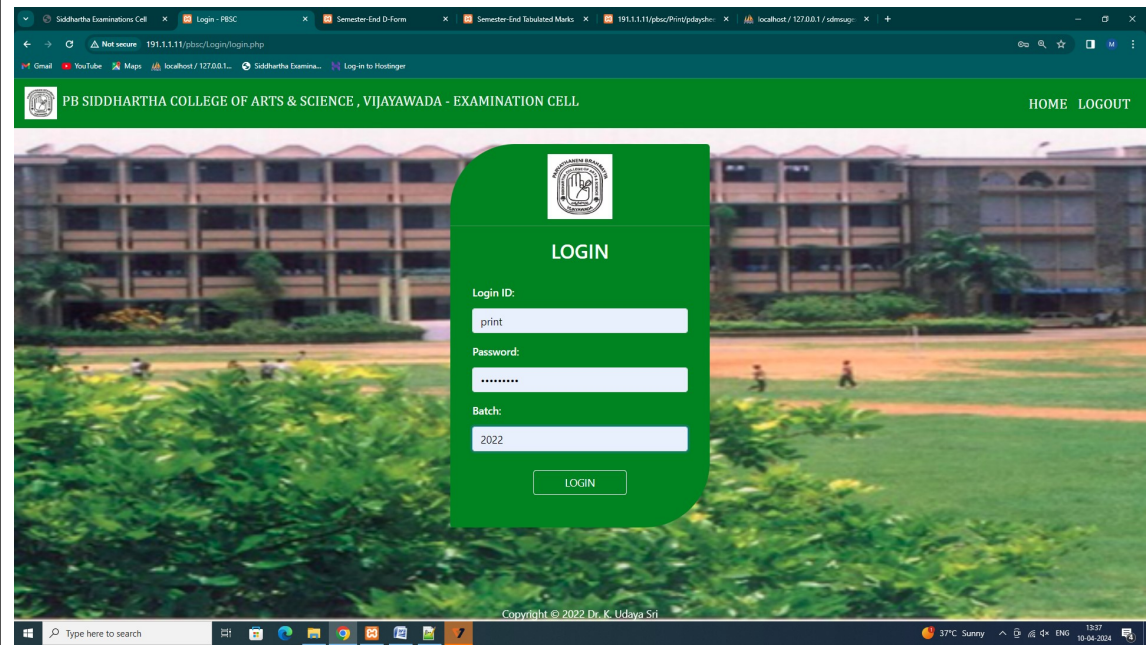 Siddhartha Examinations Cell
Login - PBSC
Semester-End D-Form
Semester-End Tabulated Marks
191.1.1.11/pbsc/Print/pdayshee
localhost / 127.0.0.1 / sdmsuge
Not secure 191.1.1.11/pbsc/Login/login.php
M
Gmail YouTube Maps localhost / 127.0.0.1... Siddhartha Examina... Log-in to Hostinger
PB SIDDHARTHA COLLEGE OF ARTS & SCIENCE , VIJAYAWADA - EXAMINATION CELL
HOME LOGOUT
LOGIN
Login ID:
print
Password:
•••••••••
Batch:
2022
LOGIN
Copyright © 2022 Dr. K. Udaya Sri
Type here to search
37°C Sunny
ENG
13:37
10-04-2024